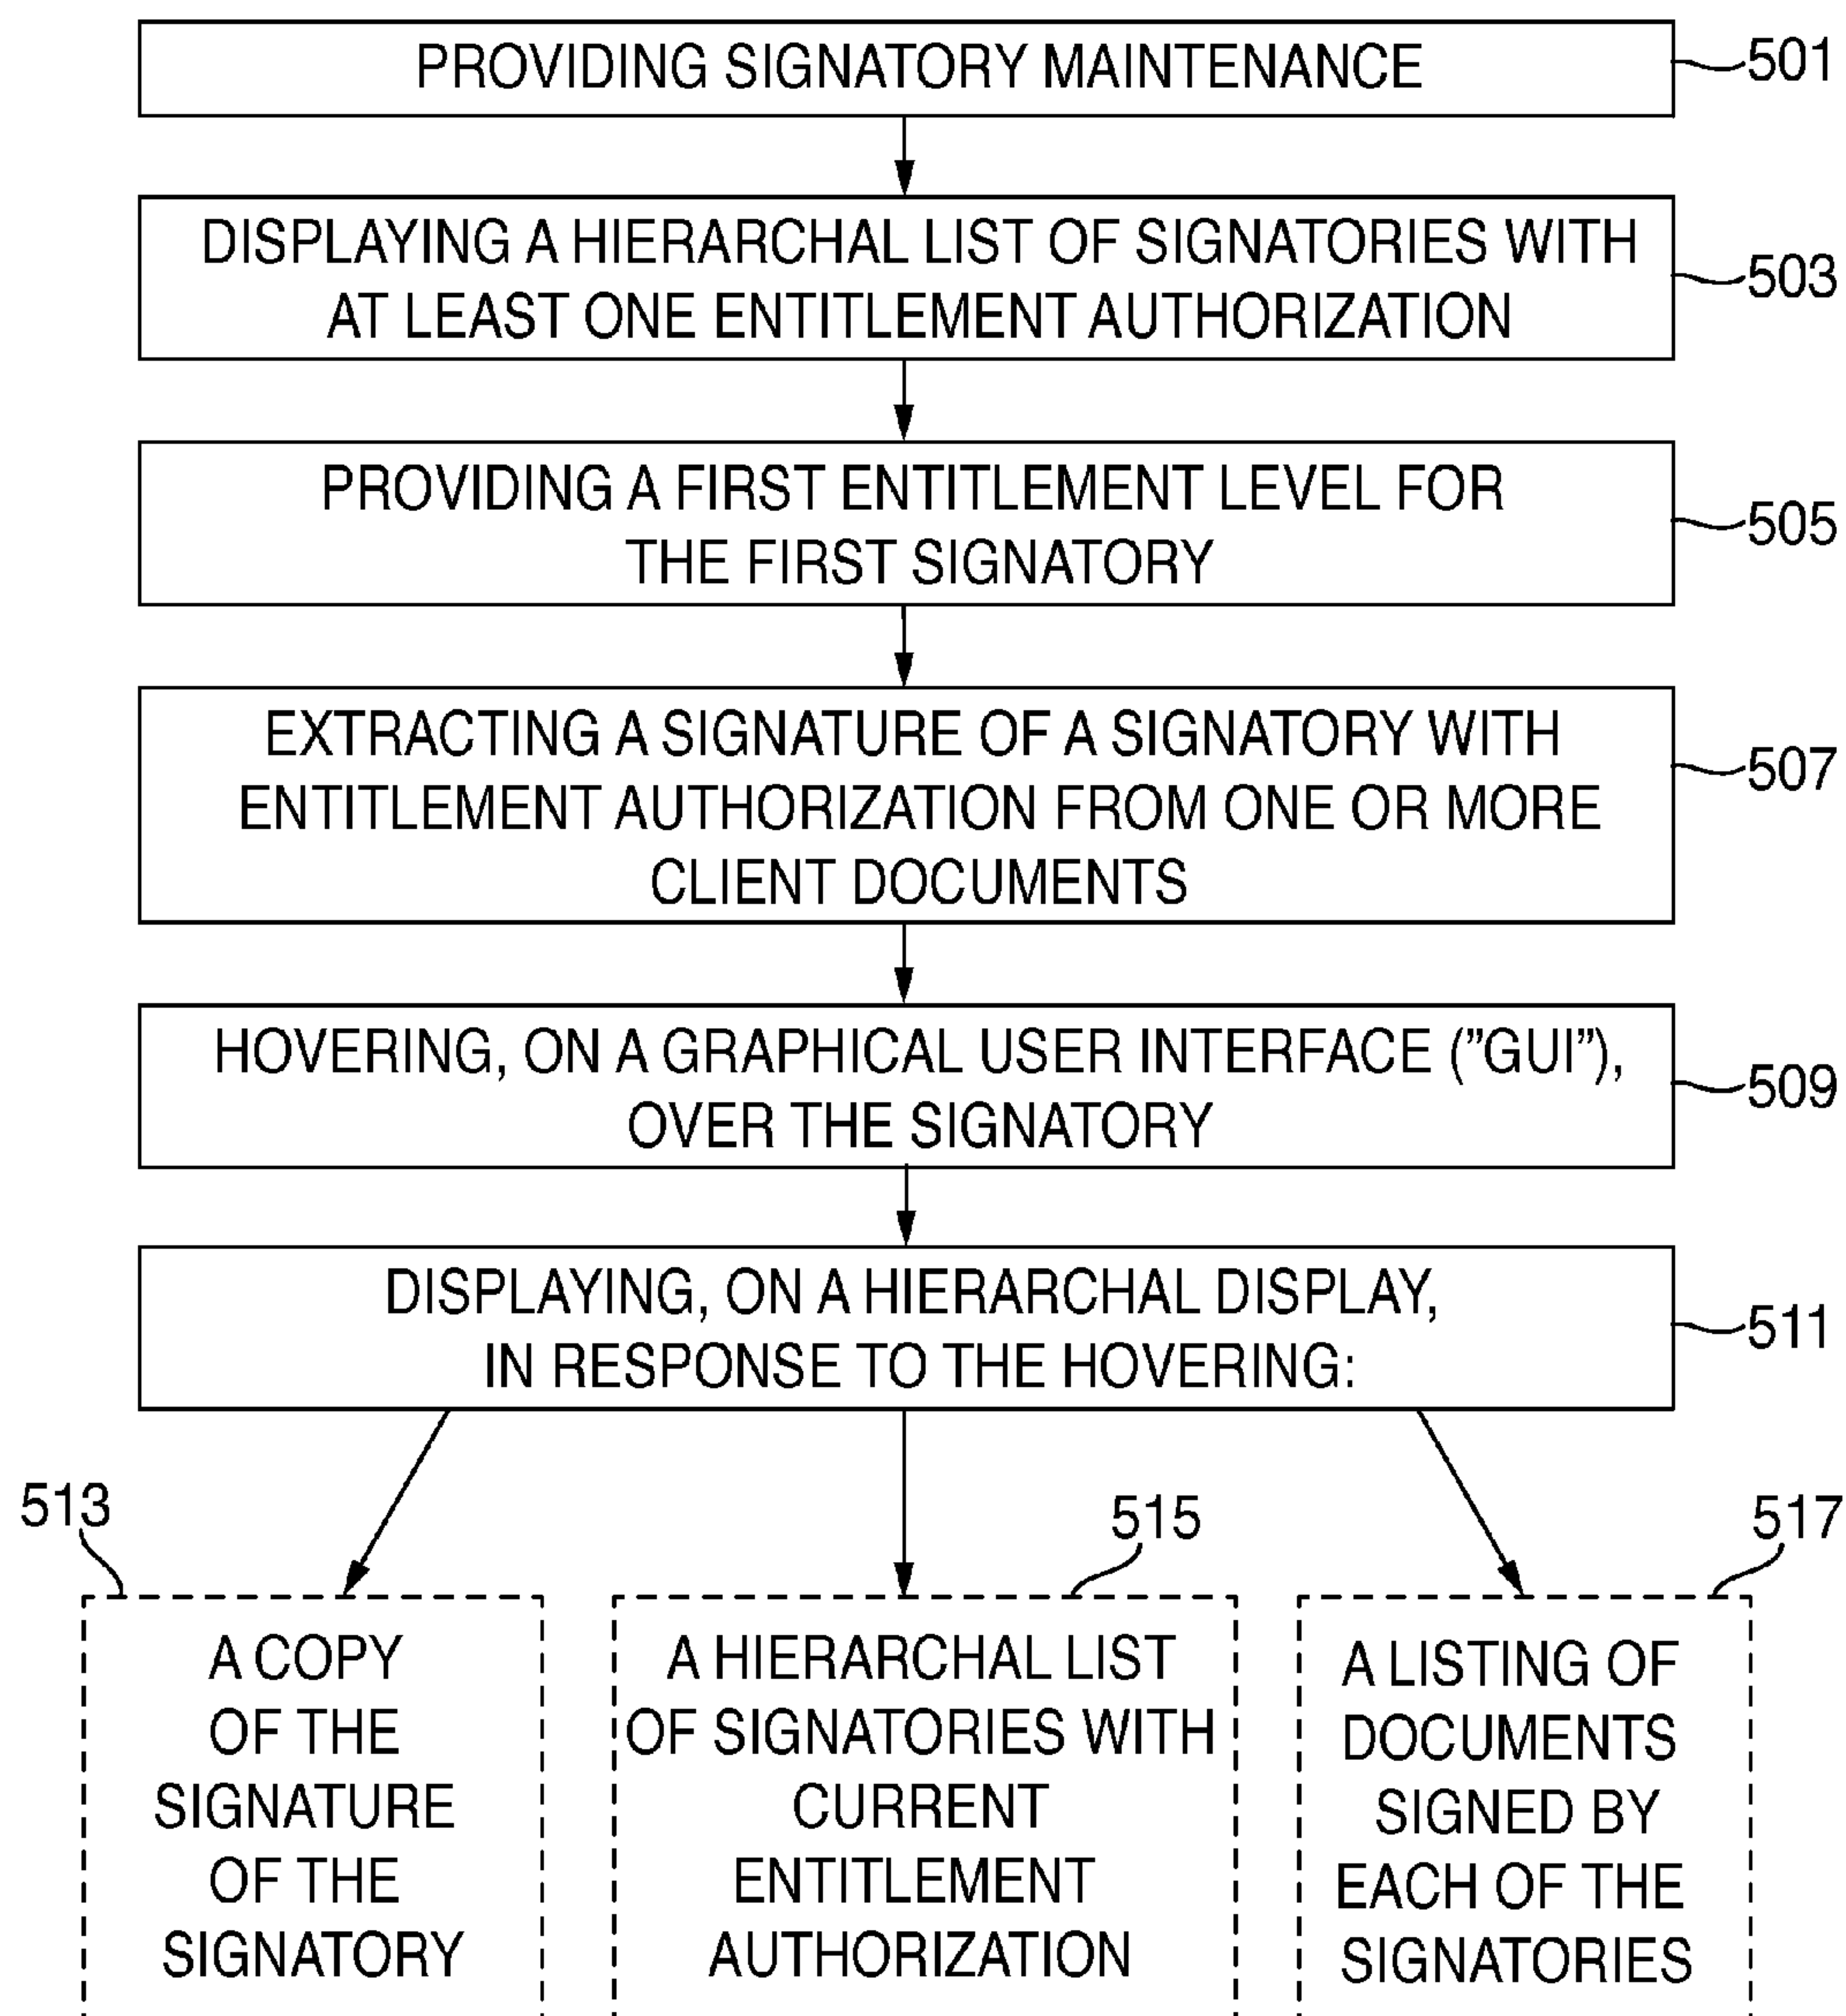 PROVIDING SIGNATORY MAINTENANCE
501
DISPLAYING A HIERARCHAL LIST OF SIGNATORIES WITH
AT LEAST ONE ENTITLEMENT AUTHORIZATION
503
PROVIDING A FIRST ENTITLEMENT LEVEL FOR
THE FIRST SIGNATORY
505
EXTRACTING A SIGNATURE OF A SIGNATORY WITH
ENTITLEMENT AUTHORIZATION FROM ONE OR MORE
CLIENT DOCUMENTS
507
HOVERING, ON A GRAPHICAL USER INTERFACE (”GUI”),
OVER THE SIGNATORY
509
DISPLAYING, ON A HIERARCHAL DISPLAY,
IN RESPONSE TO THE HOVERING:
511
513
A COPY
OF THE
SIGNATURE
OF THE
SIGNATORY
515
A HIERARCHAL LIST
OF SIGNATORIES WITH
CURRENT
ENTITLEMENT
AUTHORIZATION
517
A LISTING OF
DOCUMENTS
SIGNED BY
EACH OF THE
SIGNATORIES